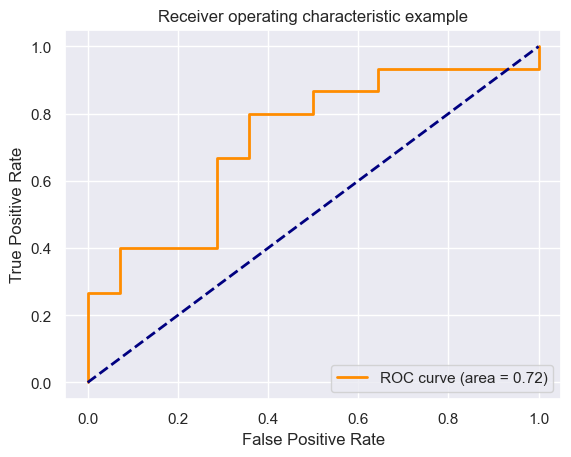 Receiver operating characteristic example
True Positive Rate
1.0
0.8
0.6
0.4
0.2
0.0
ROC curve (area = 0.72)
0.0 0.2 0.4 0.6 0.8 1.0
False Positive Rate